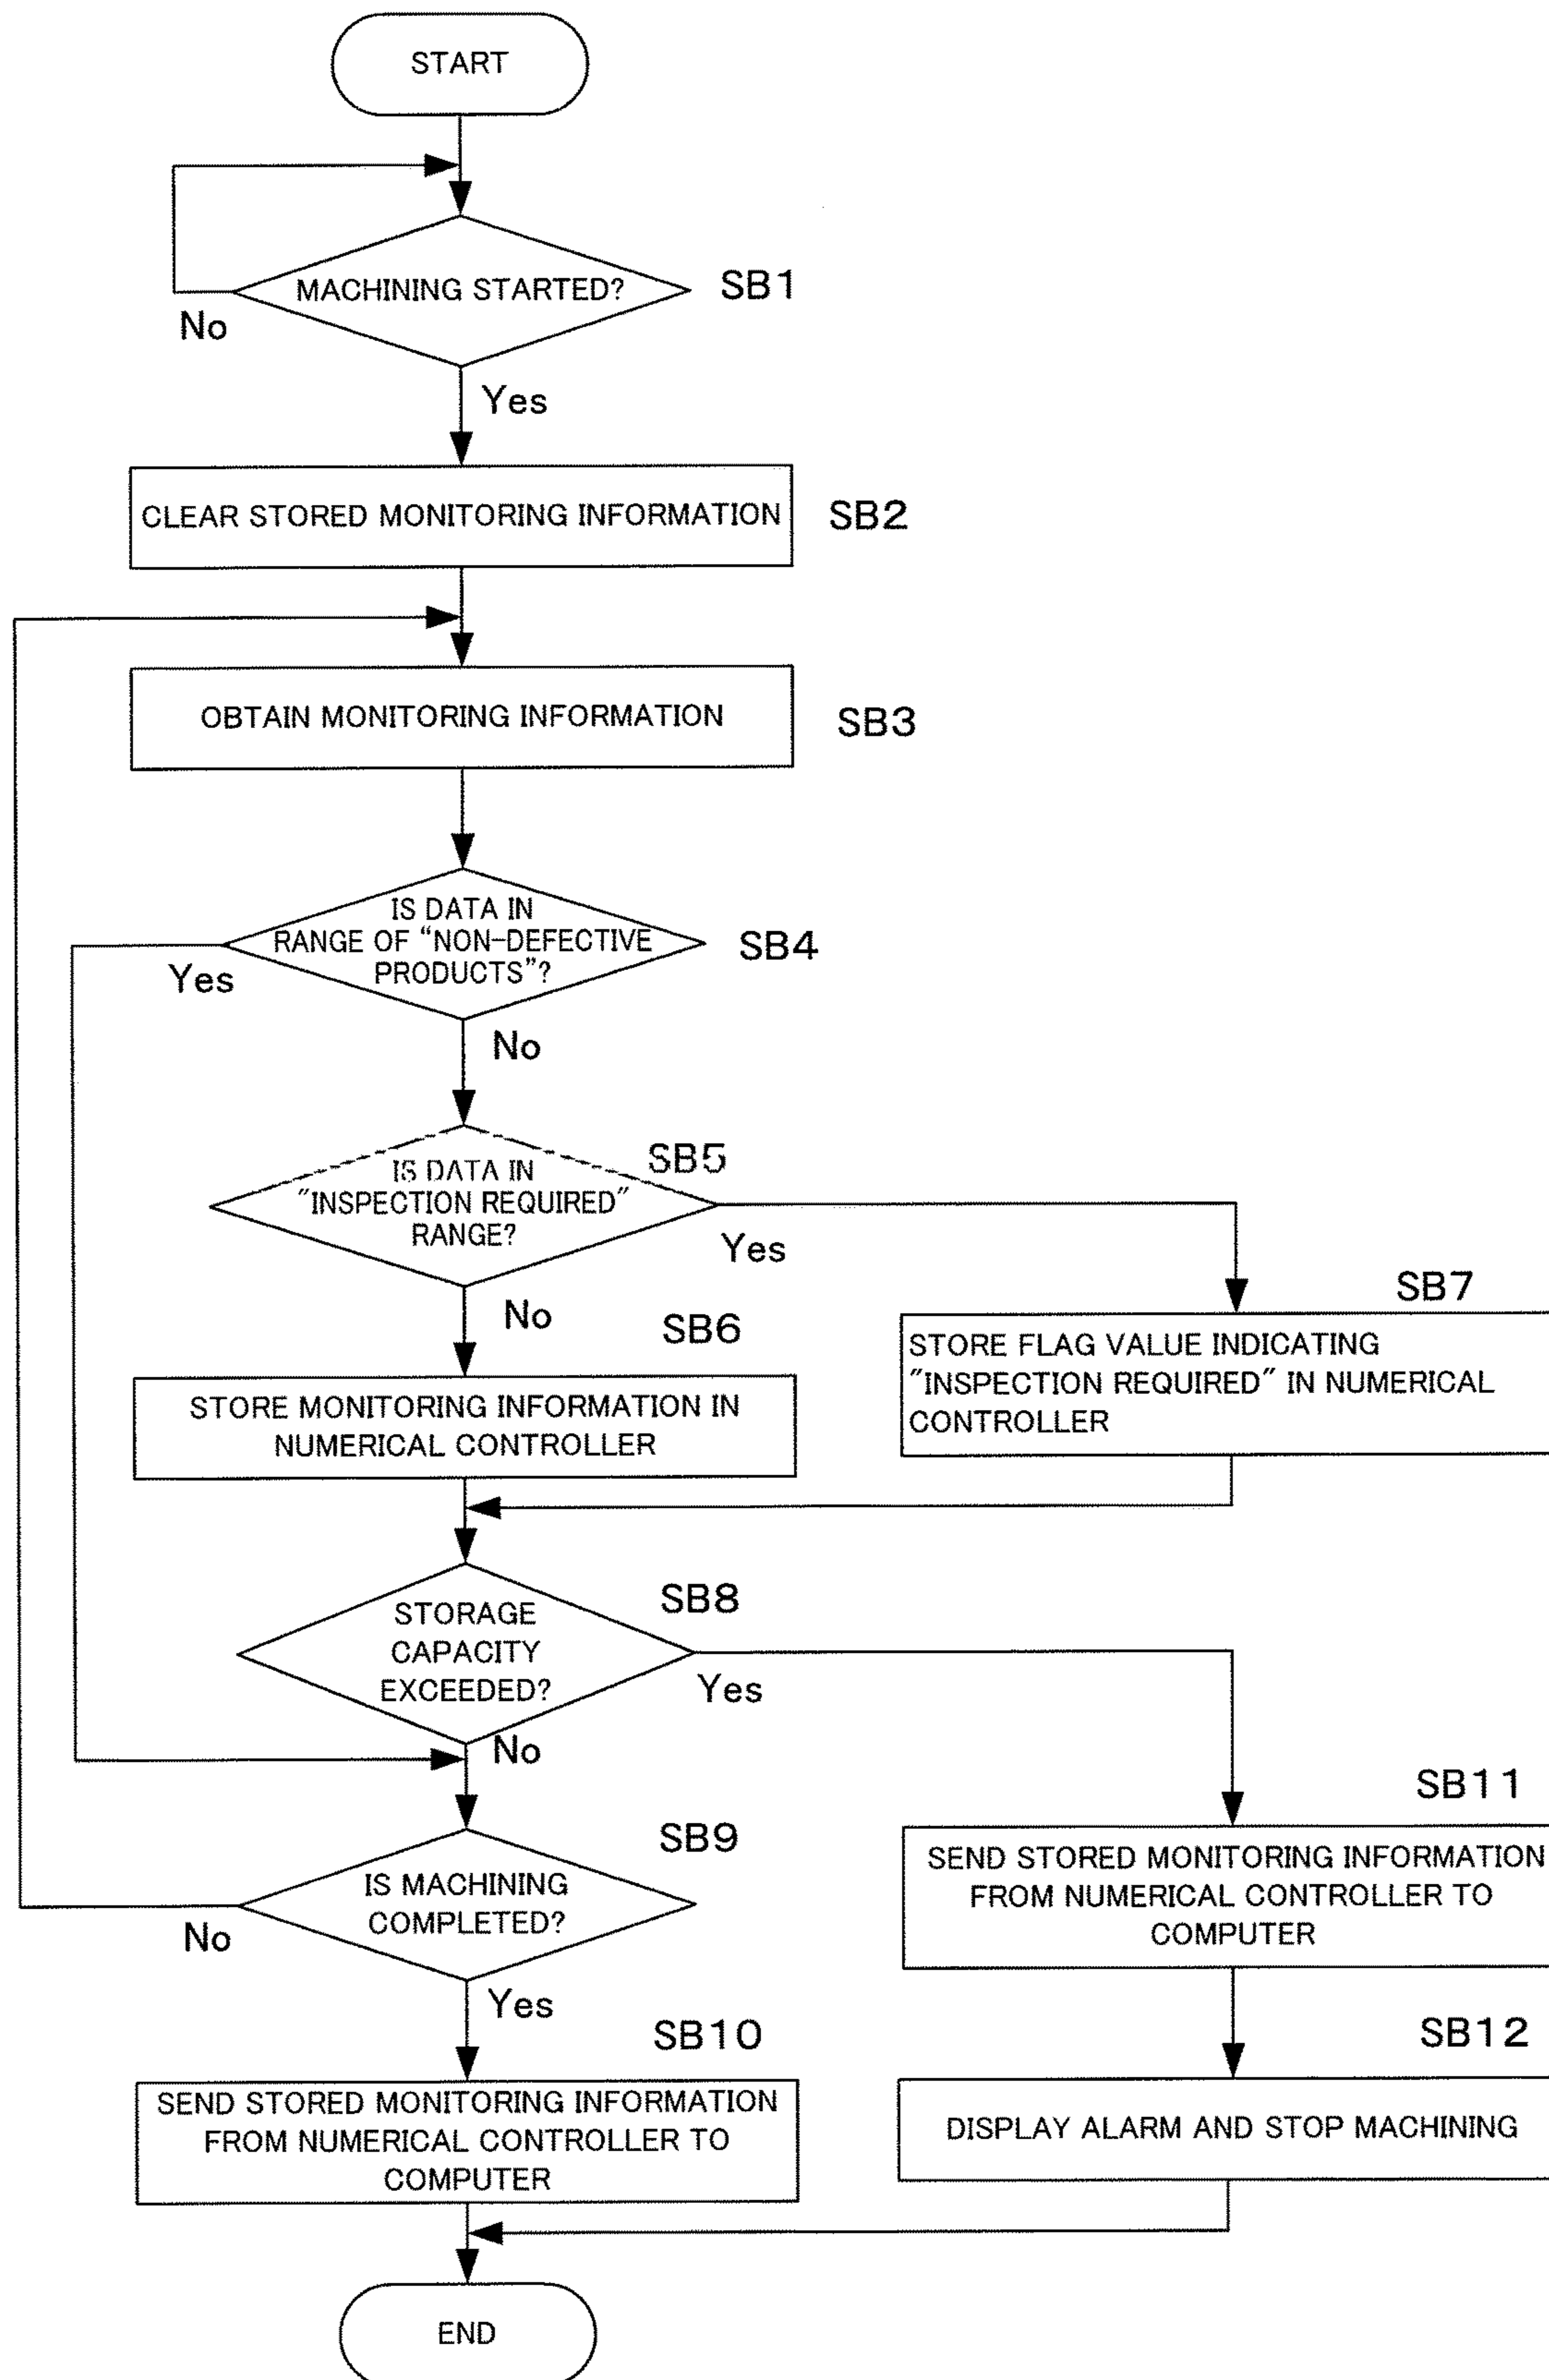 START
MACHINING STARTED?
SB1
No
Yes
CLEAR STORED MONITORING INFORMATION
SB2
OBTAIN MONITORING INFORMATION
SB3
IS DATA IN
RANGE OF “NON-DEFECTIVE
PRODUCTS”?
SB4
Yes
No
SB5
IS DATA IN
"INSPECTION REQUIRED"
RANGE?
Yes
No
SB6
STORE MONITORING INFORMATION IN
NUMERICAL CONTROLLER
SB7
STORE FLAG VALUE INDICATING
"INSPECTION REQUIRED" IN NUMERICAL
CONTROLLER
SB8
STORAGE
CAPACITY
EXCEEDED?
Yes
No
SB9
IS MACHINING
COMPLETED?
No
Yes
SB10
SEND STORED MONITORING INFORMATION
FROM NUMERICAL CONTROLLER TO
COMPUTER
SB11
SEND STORED MONITORING INFORMATION
FROM NUMERICAL CONTROLLER TO
COMPUTER
SB12
DISPLAY ALARM AND STOP MACHINING
END